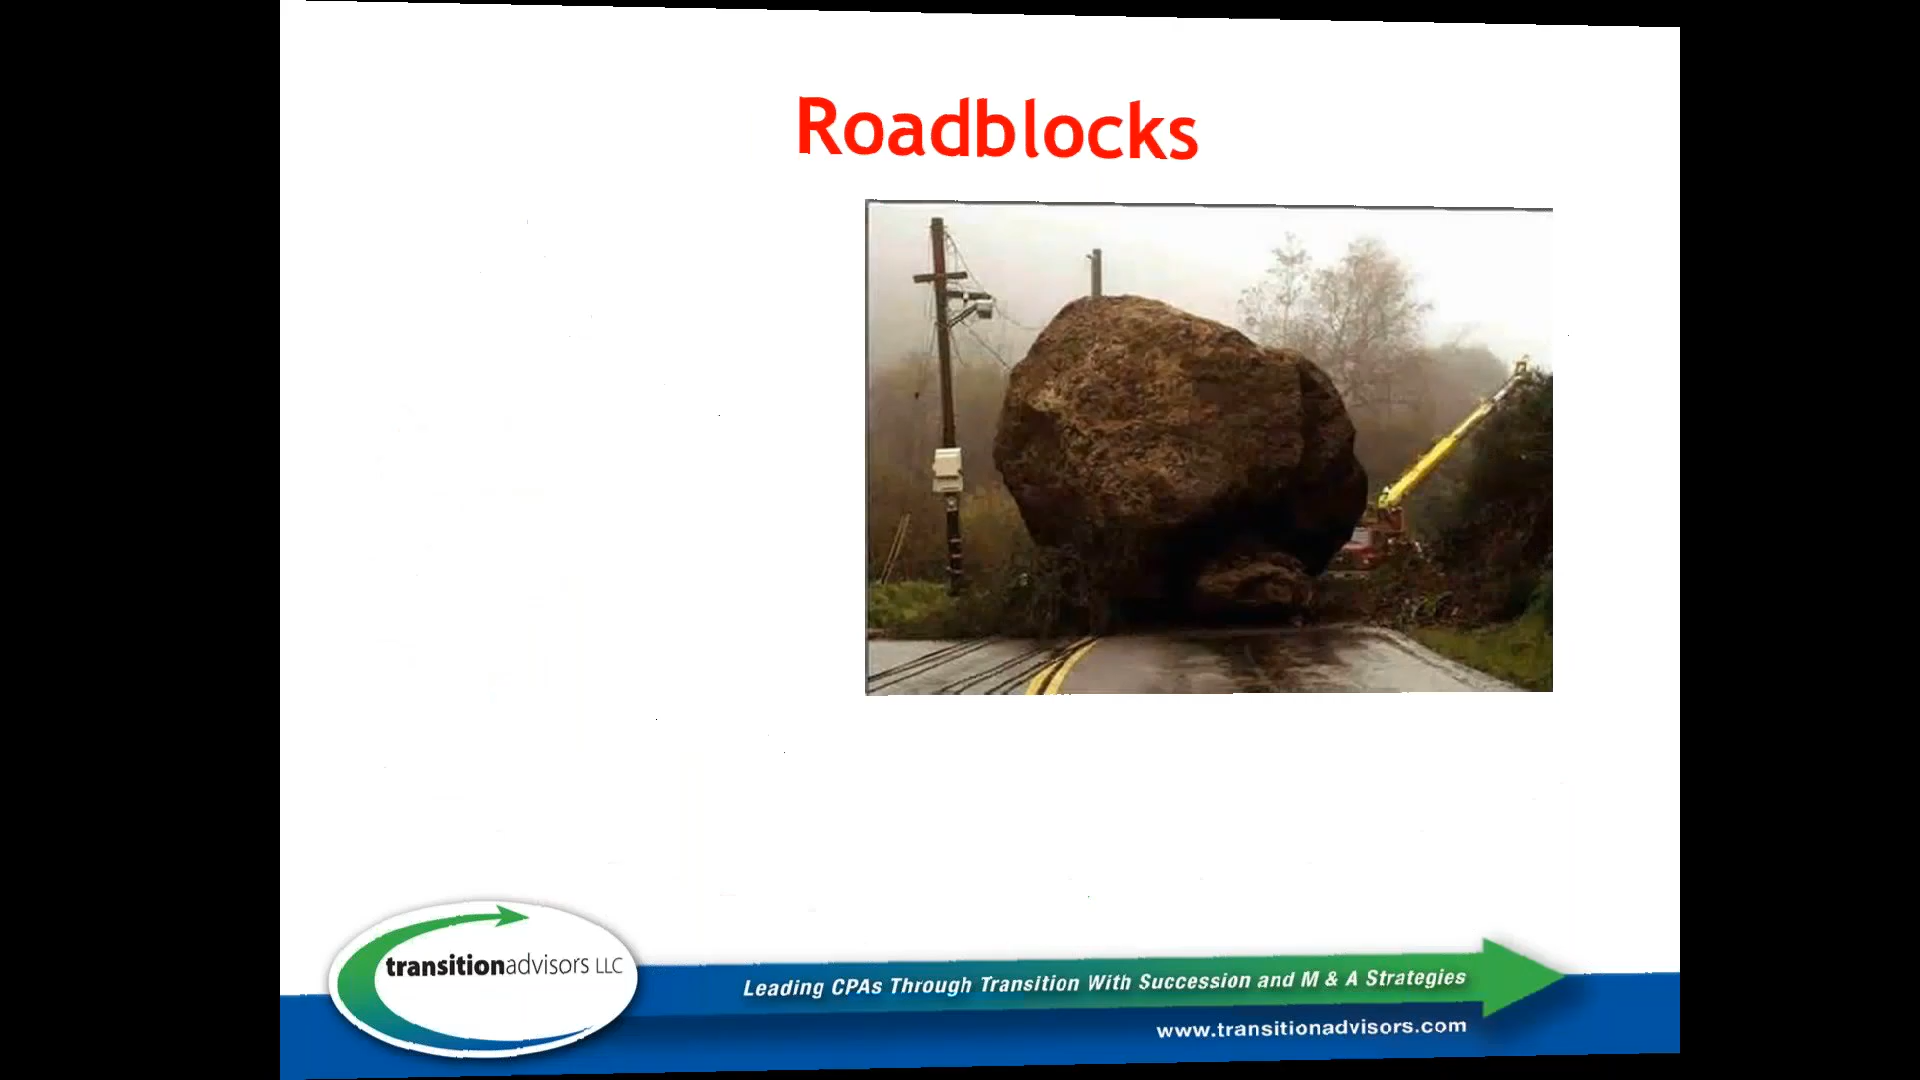 Roadblocks
transitionadvisors LLC
Leading CPAs Through Transition With Succession and M & A Strategies
www.transitionadvisors.com